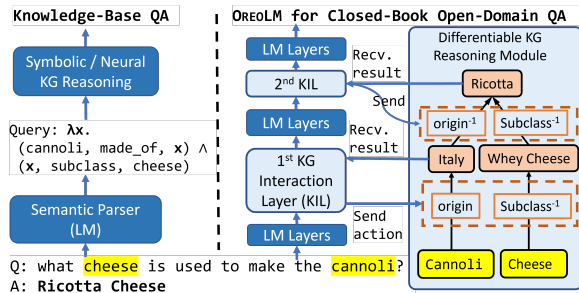 Knowledge-Base QA
Symbolic / Neural
KG Reasoning
Query: λx.
(cannoli, made_of, x) ∧
(x, subclass, cheese)
Semantic Parser
(LM)
OREOLM for Closed-Book Open-Domain QA
LM Layers
2nd KIL
LM Layers
1st KG
Interaction
Layer (KIL)
LM Layers
Recv.
result
Send
Recv.
result
Send
action
Differentiable KG
Reasoning Module
Ricotta
origin-1
Subclass-1
Italy
Whey Cheese
origin
Subclass-1
Cannoli
Cheese
Q: what cheese is used to make the cannoli?
A: Ricotta Cheese